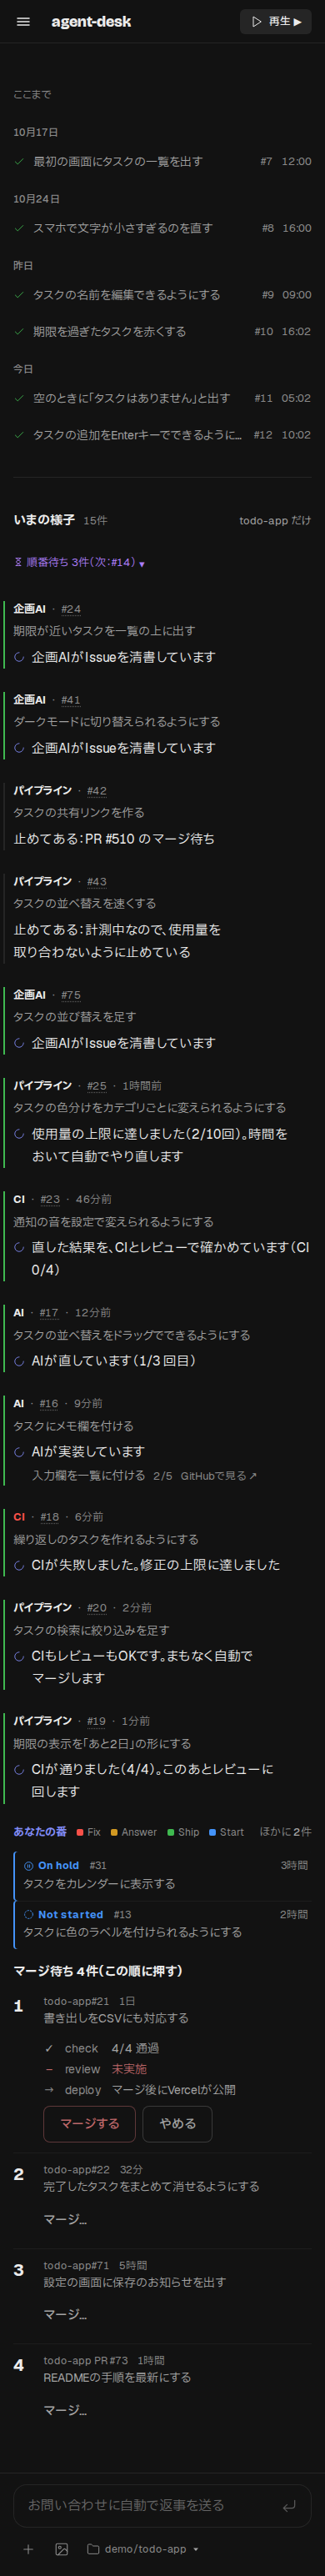 agent-desk
再生 ▶
ここまで
10月17日
最初の画面にタスクの一覧を出す #7 12:00
10月24日
スマホで文字が小さすぎるのを直す #8 16:00
昨日
タスクの名前を編集できるようにする #9 09:00
期限を過ぎたタスクを赤くする #10 16:02
今日
空のときに「タスクはありません」と出す #11 05:02
タスクの追加をEnterキーでできるように… #12 10:02
いまの様子 15件 todo-app だけ
順番待ち 3件（次：#14） ▾
企画AI · #24
期限が近いタスクを一覧の上に出す
企画AIがIssueを清書しています
企画AI · #41
ダークモードに切り替えられるようにする
企画AIがIssueを清書しています
パイプライン · #42
タスクの共有リンクを作る
止めてある：PR #510 のマージ待ち
パイプライン · #43
タスクの並べ替えを速くする
止めてある：計測中なので、使用量を
取り合わないように止めている
企画AI · #75
タスクの並び替えを足す
企画AIがIssueを清書しています
パイプライン · #25 · 1時間前
タスクの色分けをカテゴリごとに変えられるようにする
使用量の上限に達しました（2/10回）。時間を
おいて自動でやり直します
CI · #23 · 46分前
通知の音を設定で変えられるようにする
直した結果を、CIとレビューで確かめています（CI
0/4）
AI · #17 · 12分前
タスクの並べ替えをドラッグでできるようにする
AIが直しています（1/3 回目）
AI · #16 · 9分前
タスクにメモ欄を付ける
AIが実装しています
入力欄を一覧に付ける 2/5 GitHubで見る ↗
CI · #18 · 6分前
繰り返しのタスクを作れるようにする
CIが失敗しました。修正の上限に達しました
パイプライン · #20 · 2分前
タスクの検索に絞り込みを足す
CIもレビューもOKです。まもなく自動で
マージします
パイプライン · #19 · 1分前
期限の表示を「あと2日」の形にする
CIが通りました（4/4）。このあとレビューに
回します
あなたの番 Fix Answer Ship Start ほかに 2件
On hold #31 3時間
タスクをカレンダーに表示する
Not started #13 2時間
タスクに色のラベルを付けられるようにする
マージ待ち 4件（この順に押す）
1 todo-app#21 1日
書き出しをCSVにも対応する
✓ check 4/4 通過
– review 未実施
→ deploy マージ後にVercelが公開
マージする やめる
2 todo-app#22 32分
完了したタスクをまとめて消せるようにする
マージ…
3 todo-app#71 5時間
設定の画面に保存のお知らせを出す
マージ…
4 todo-app PR#73 1時間
READMEの手順を最新にする
マージ…
お問い合わせに自動で返事を送る
demo/todo-app ▾